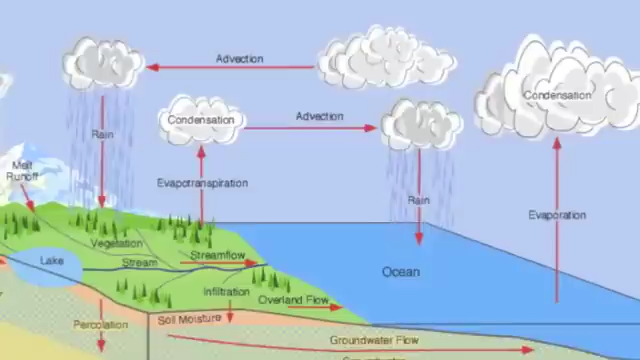 Advection
Condensation
Condensation
Advection
Rain
Melt
Runoff
Evapotranspiration
Rain
Evaporation
Vegetation
Streamflow
Lake
Stream
Ocean
Infiltration
Overland Flow
Percolation
Soil Moisture
Groundwater Flow